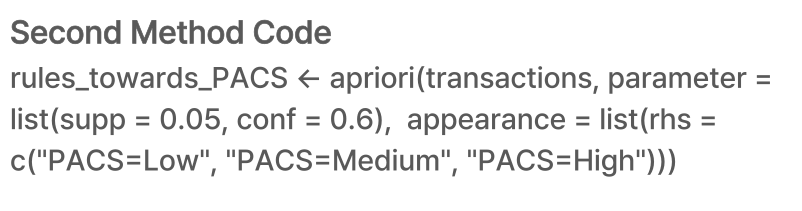 Second Method Code
rules_towards_PACS ← apriori(transactions, parameter =
list(supp = 0.05, conf = 0.6),  appearance = list(rhs =
c("PACS=Low", "PACS=Medium", "PACS=High")))